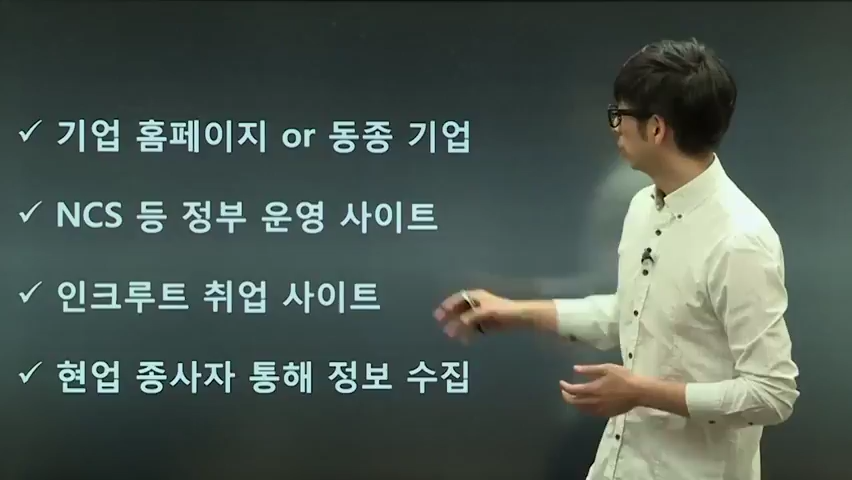 ✓ 기업 홈페이지 or 동종 기업
✓ NCS 등 정부 운영 사이트
✓ 인크루트 취업 사이트
✓ 현업 종사자 통해 정보 수집